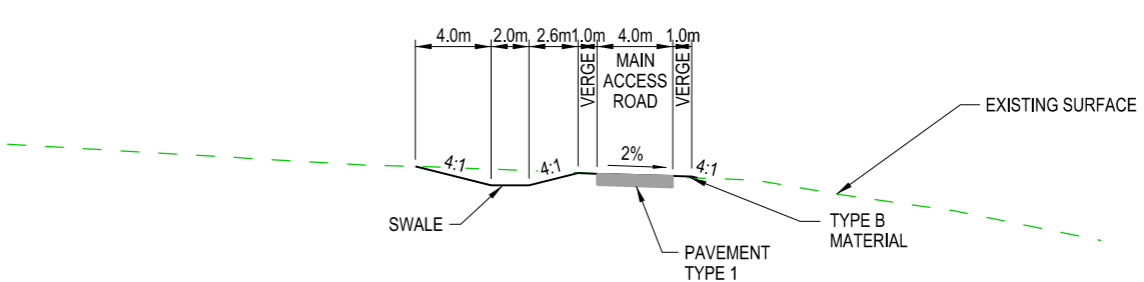 4.0m 2.0m 2.6m 1.0m 4.0m 1.0m
VERGE
MAIN
ACCESS
ROAD
VERGE
EXISTING SURFACE
4:1
4:1
2%
4:1
SWALE
TYPE B
MATERIAL
PAVEMENT
TYPE 1